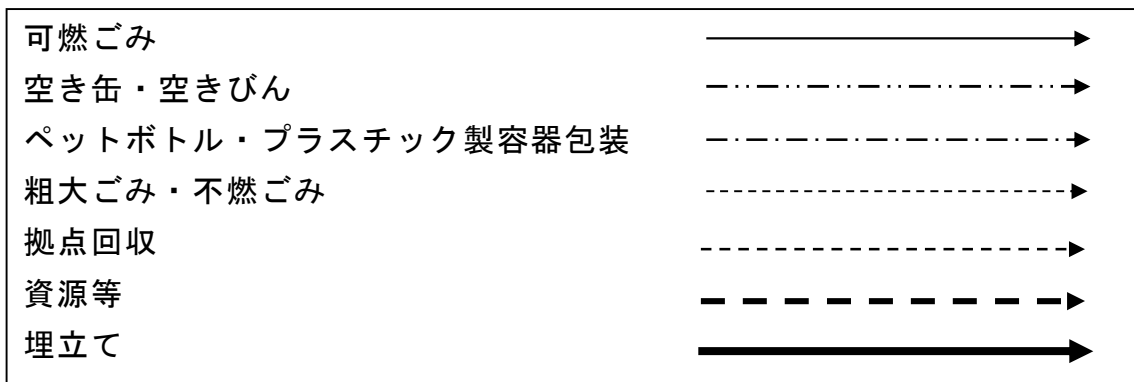 可燃ごみ
空き缶・空きびん
ペットボトル・プラスチック製容器包装
粗大ごみ・不燃ごみ
拠点回収
資源等
埋立て